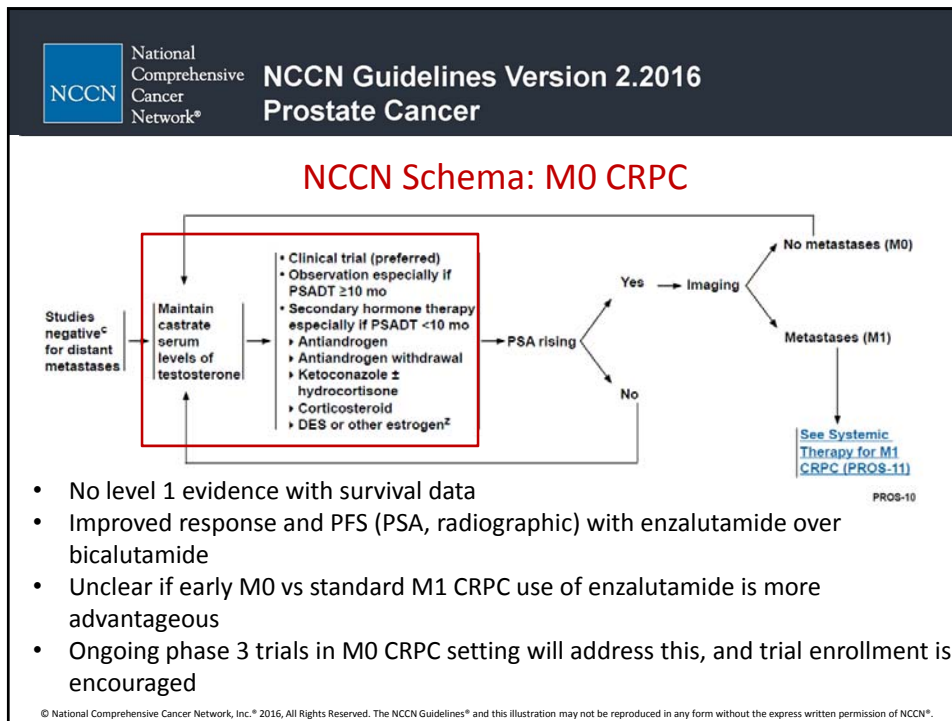 National
Comprehensive
NCCN Cancer
Network®
NCCN Guidelines Version 2.2016
Prostate Cancer
NCCN Schema: M0 CRPC
Studies
negativeᶜ
for distant
metastases
Maintain
castrate
serum
levels of
testosterone
• Clinical trial (preferred)
• Observation especially if
PSADT ≥10 mo
• Secondary hormone therapy
especially if PSADT <10 mo
▸ Antiandrogen
▸ Antiandrogen withdrawal
▸ Ketoconazole ±
hydrocortisone
▸ Corticosteroid
▸ DES or other estrogenᶻ
PSA rising
Yes
No
Imaging
No metastases (M0)
Metastases (M1)
See Systemic
Therapy for M1
CRPC (PROS-11)
PROS-10
• No level 1 evidence with survival data
• Improved response and PFS (PSA, radiographic) with enzalutamide over
bicalutamide
• Unclear if early M0 vs standard M1 CRPC use of enzalutamide is more
advantageous
• Ongoing phase 3 trials in M0 CRPC setting will address this, and trial enrollment is
encouraged
© National Comprehensive Cancer Network, Inc.® 2016, All Rights Reserved. The NCCN Guidelines® and this illustration may not be reproduced in any form without the express written permission of NCCN®.